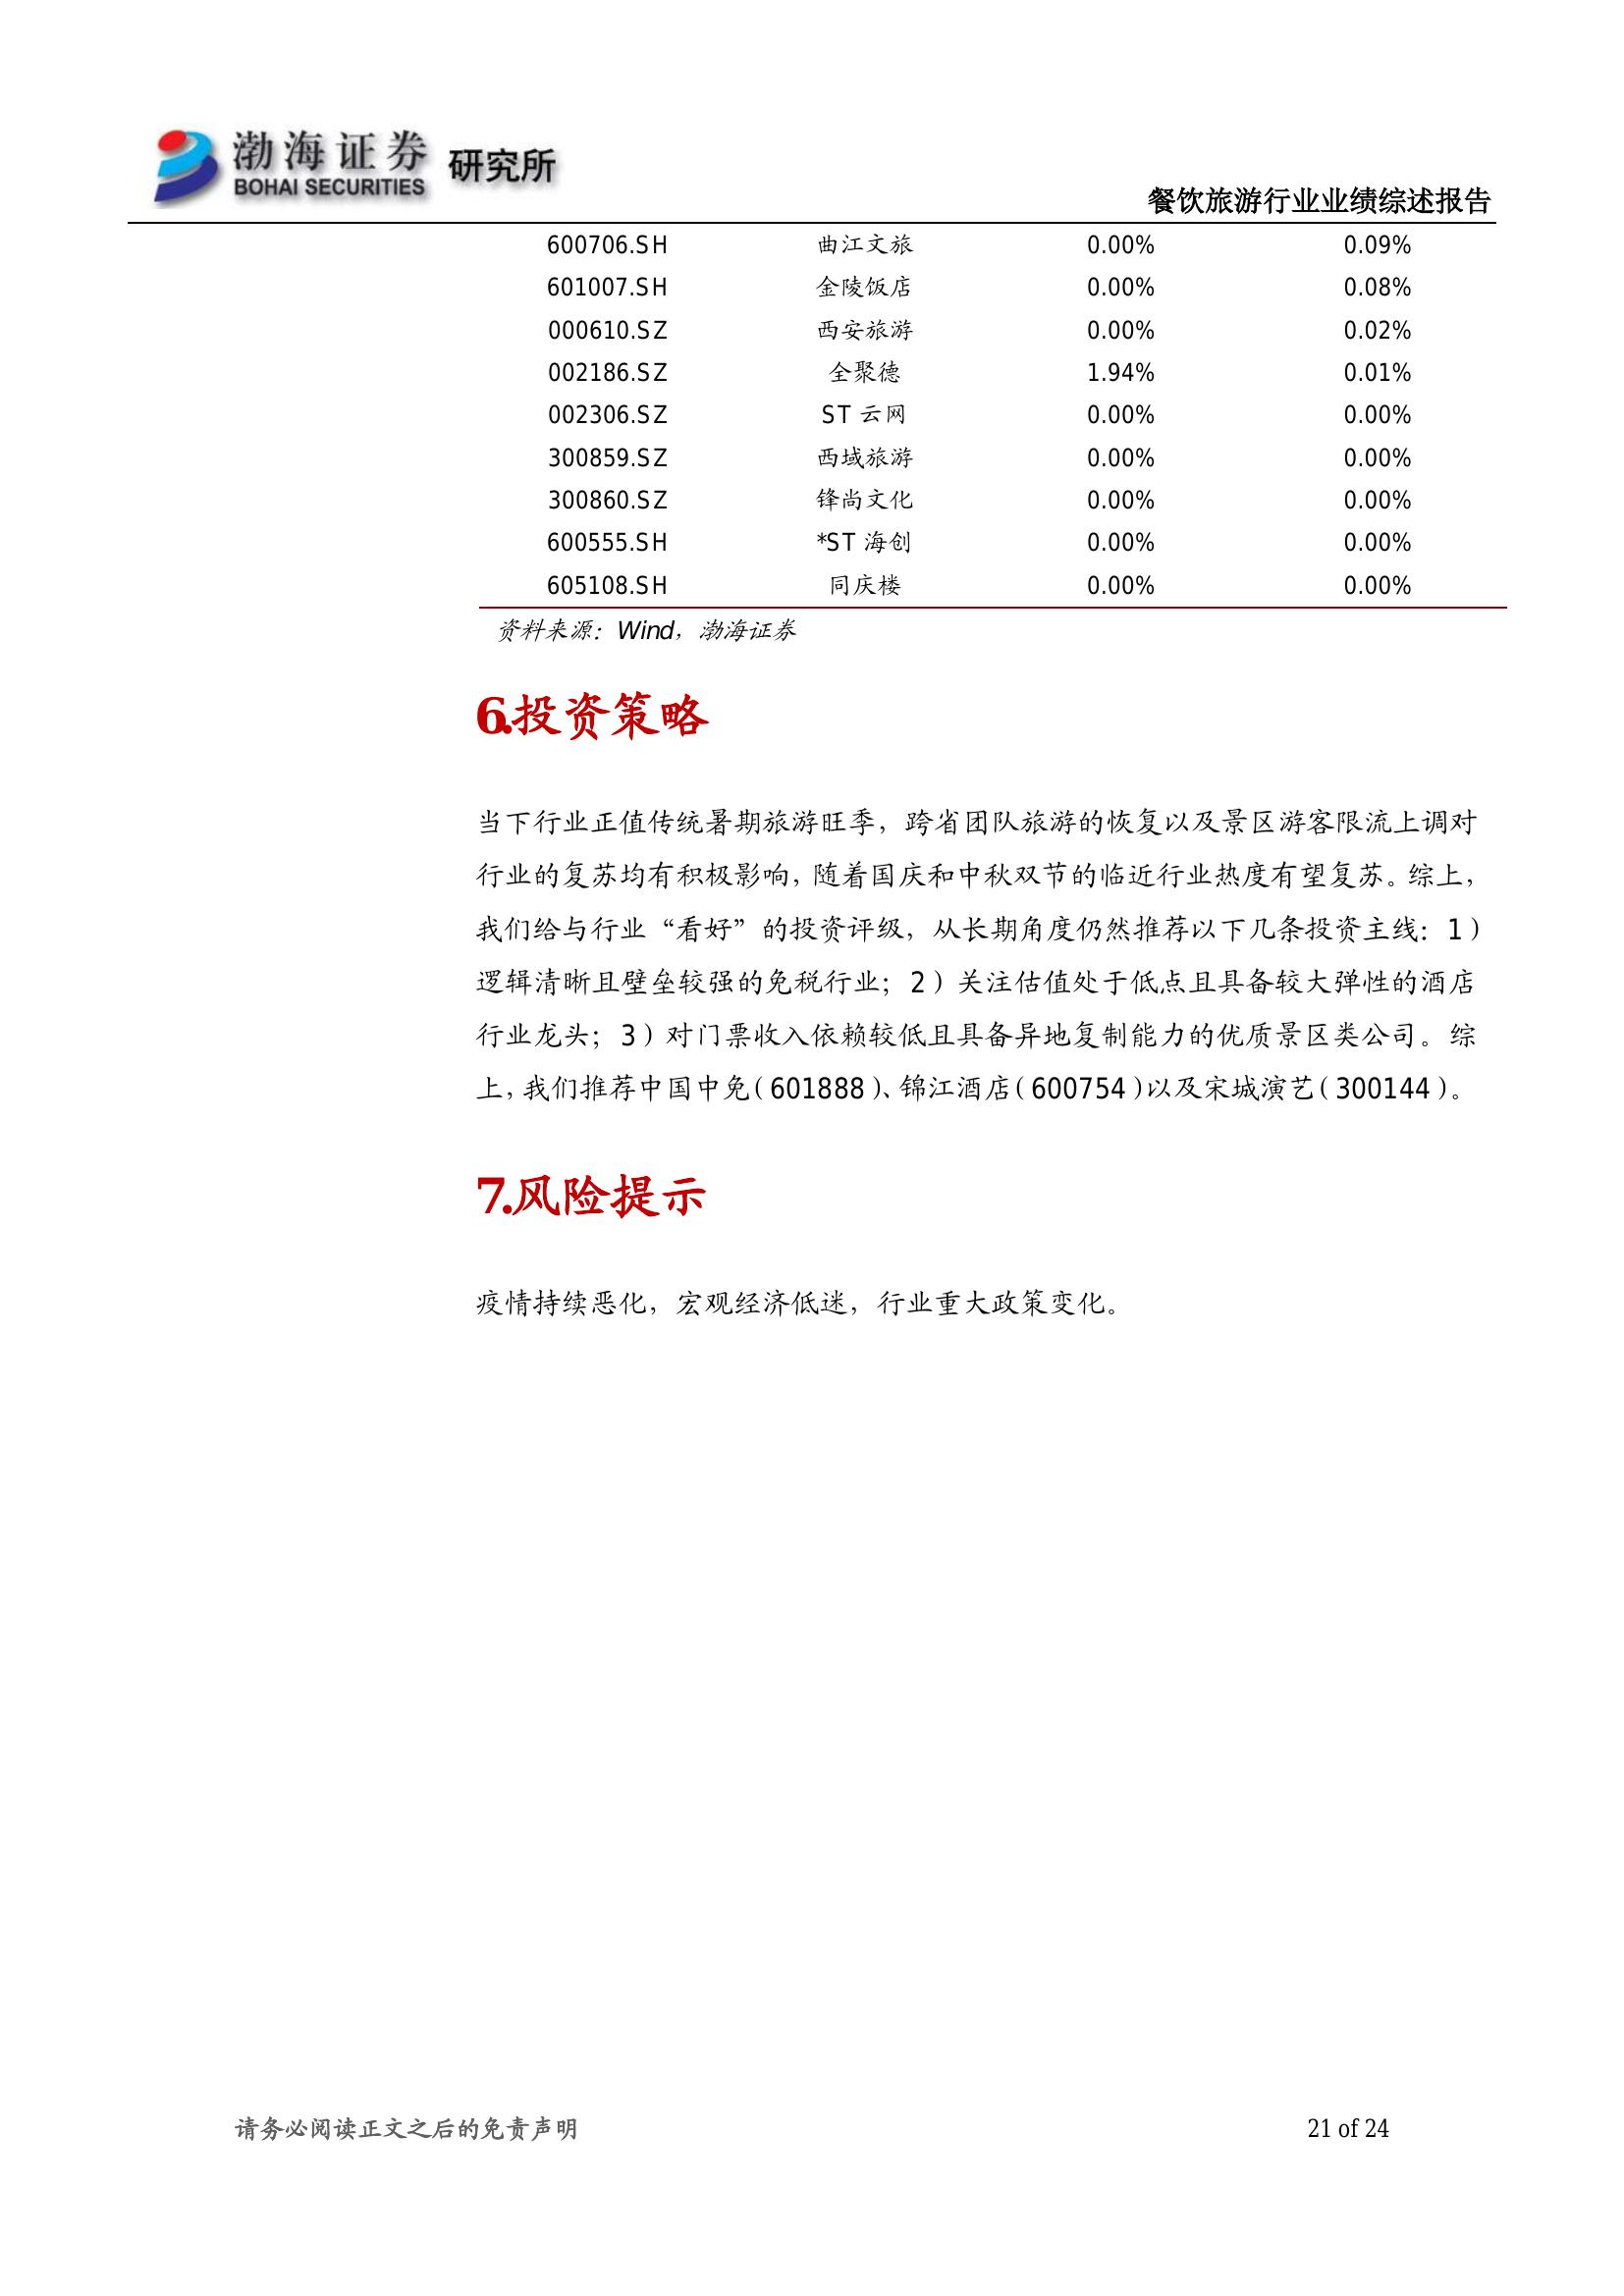 渤海证券 研究所
BOHAI SECURITIES
餐饮旅游行业业绩综述报告
600706.SH 曲江文旅 0.00% 0.09%
601007.SH 金陵饭店 0.00% 0.08%
000610.SZ 西安旅游 0.00% 0.02%
002186.SZ 全聚德 1.94% 0.01%
002306.SZ ST 云网 0.00% 0.00%
300859.SZ 西域旅游 0.00% 0.00%
300860.SZ 锋尚文化 0.00% 0.00%
600555.SH *ST 海创 0.00% 0.00%
605108.SH 同庆楼 0.00% 0.00%
资料来源：Wind，渤海证券
6.投资策略
当下行业正值传统暑期旅游旺季，跨省团队旅游的恢复以及景区游客限流上调对
行业的复苏均有积极影响，随着国庆和中秋双节的临近行业热度有望复苏。综上，
我们给与行业“看好”的投资评级，从长期角度仍然推荐以下几条投资主线：1）
逻辑清晰且壁垒较强的免税行业；2）关注估值处于低点且具备较大弹性的酒店
行业龙头；3）对门票收入依赖较低且具备异地复制能力的优质景区类公司。综
上，我们推荐中国中免（601888）、锦江酒店（600754）以及宋城演艺（300144）。
7.风险提示
疫情持续恶化，宏观经济低迷，行业重大政策变化。
请务必阅读正文之后的免责声明 21 of 24